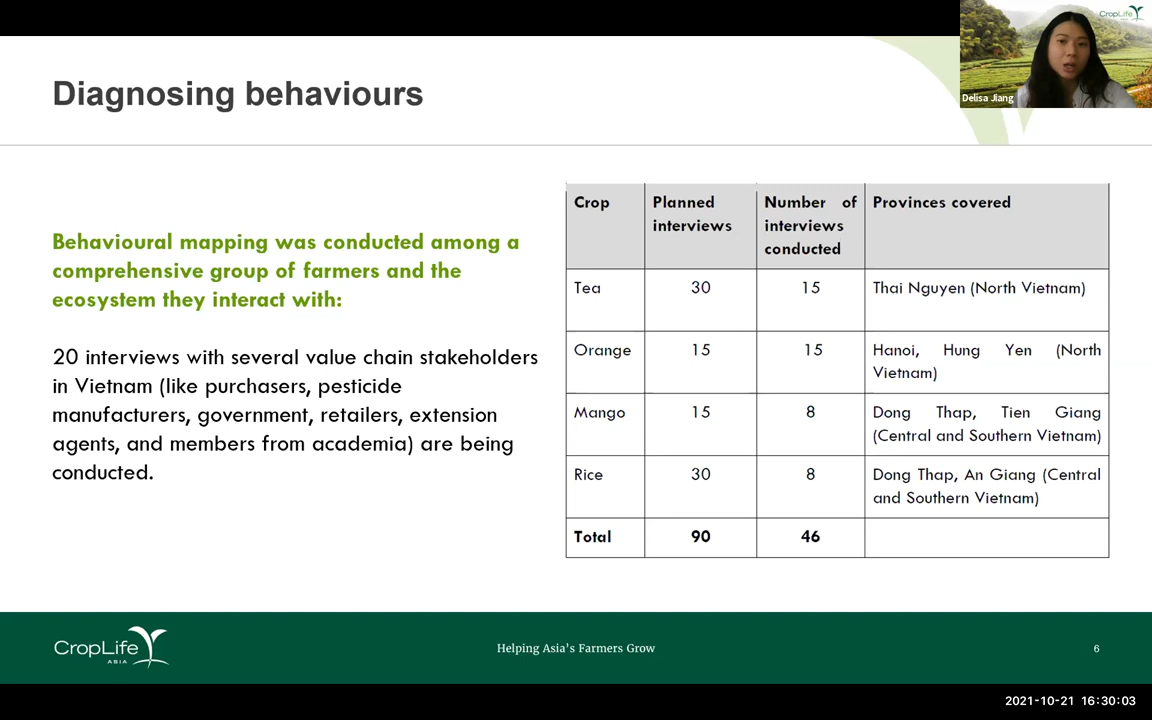 CropLife
Delisa Jiang
Diagnosing behaviours
Behavioural mapping was conducted among a
comprehensive group of farmers and the
ecosystem they interact with:
20 interviews with several value chain stakeholders
in Vietnam (like purchasers, pesticide
manufacturers, government, retailers, extension
agents, and members from academia) are being
conducted.
Crop Planned interviews Number of interviews conducted Provinces covered
Tea 30 15 Thai Nguyen (North Vietnam)
Orange 15 15 Hanoi, Hung Yen (North Vietnam)
Mango 15 8 Dong Thap, Tien Giang (Central and Southern Vietnam)
Rice 30 8 Dong Thap, An Giang (Central and Southern Vietnam)
Total 90 46
CropLife
ASIA
Helping Asia's Farmers Grow
6
2021-10-21 16:30:03